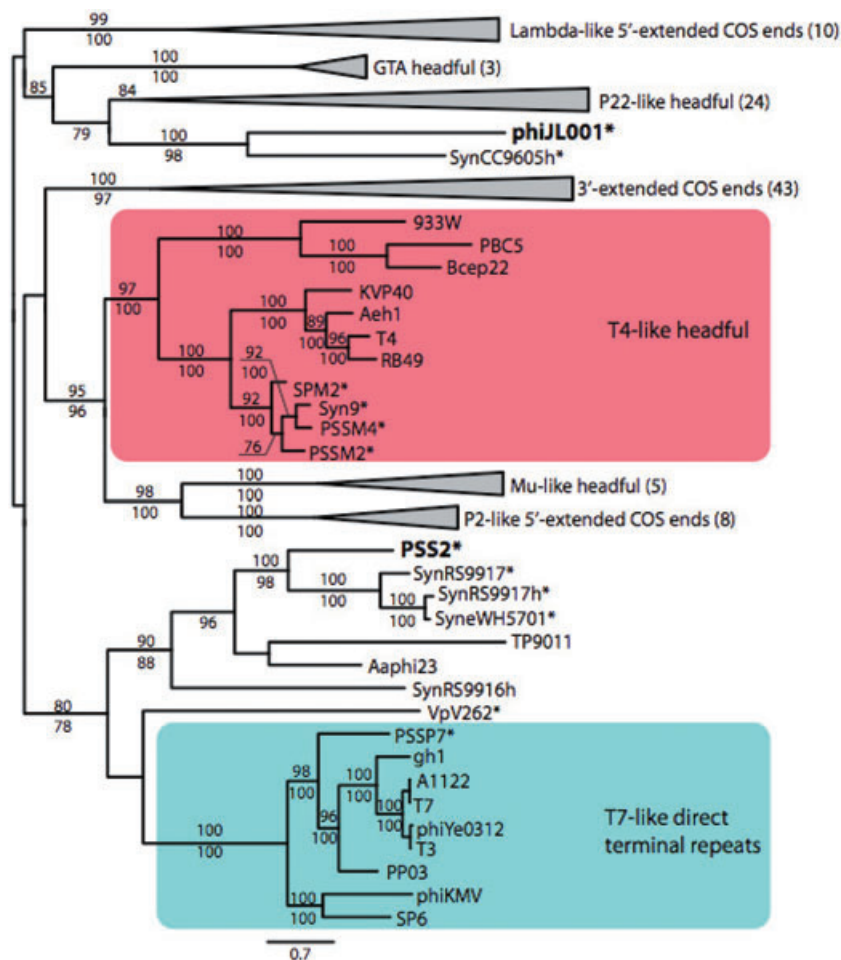 99
100
Lambda-like 5′-extended COS ends (10)
100
100
GTA headful (3)
85
84
P22-like headful (24)
79
100
98
phiJL001*
SynCC9605h*
100
97
3′-extended COS ends (43)
933W
100
100
100
100
PBC5
Bcep22
97
100
KVP40
100
100
Aeh1
89
100
96
100
T4
RB49
T4-like headful
100
100
92
100
SPM2*
92
100
Syn9*
PSSM4*
76
PSSM2*
95
96
100
100
Mu-like headful (5)
98
100
100
100
P2-like 5′-extended COS ends (8)
PSS2*
100
98
SynRS9917*
100
100
SynRS9917h*
100
100
SyneWH5701*
96
TP9011
90
88
Aaphi23
SynRS9916h
80
78
VpV262*
PSSP7*
98
100
gh1
100
100
A1122
T7
100
100
phiYe0312
T3
96
100
PP03
T7-like direct
terminal repeats
100
100
100
100
phiKMV
SP6
0.7